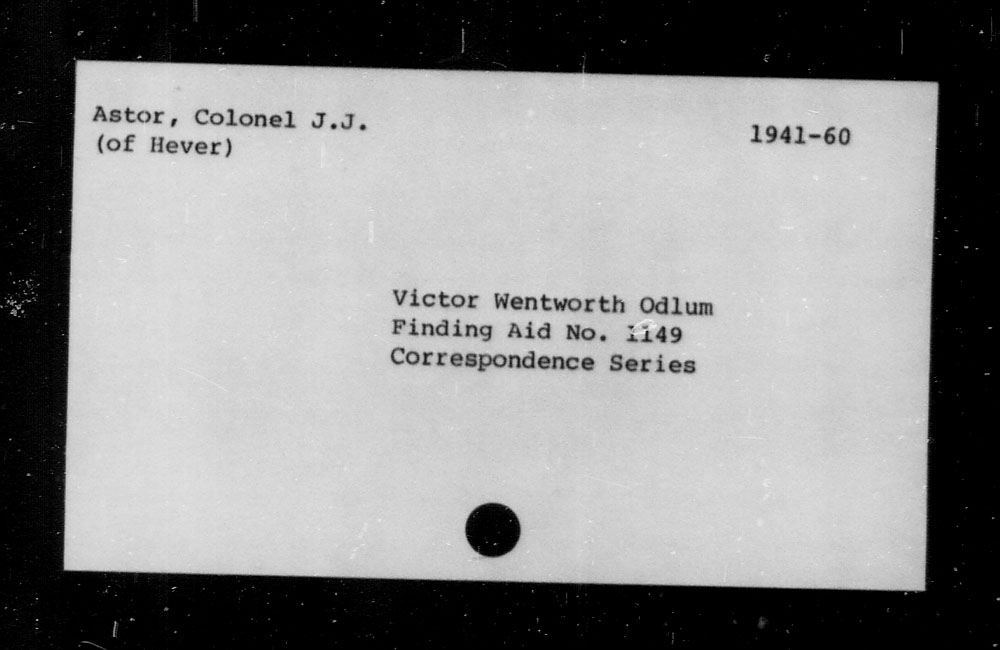 Astor, Colonel J.J.
(of Hever)
1941-60
Victor Wentworth Odlum
Finding Aid No. 1149
Correspondence Series